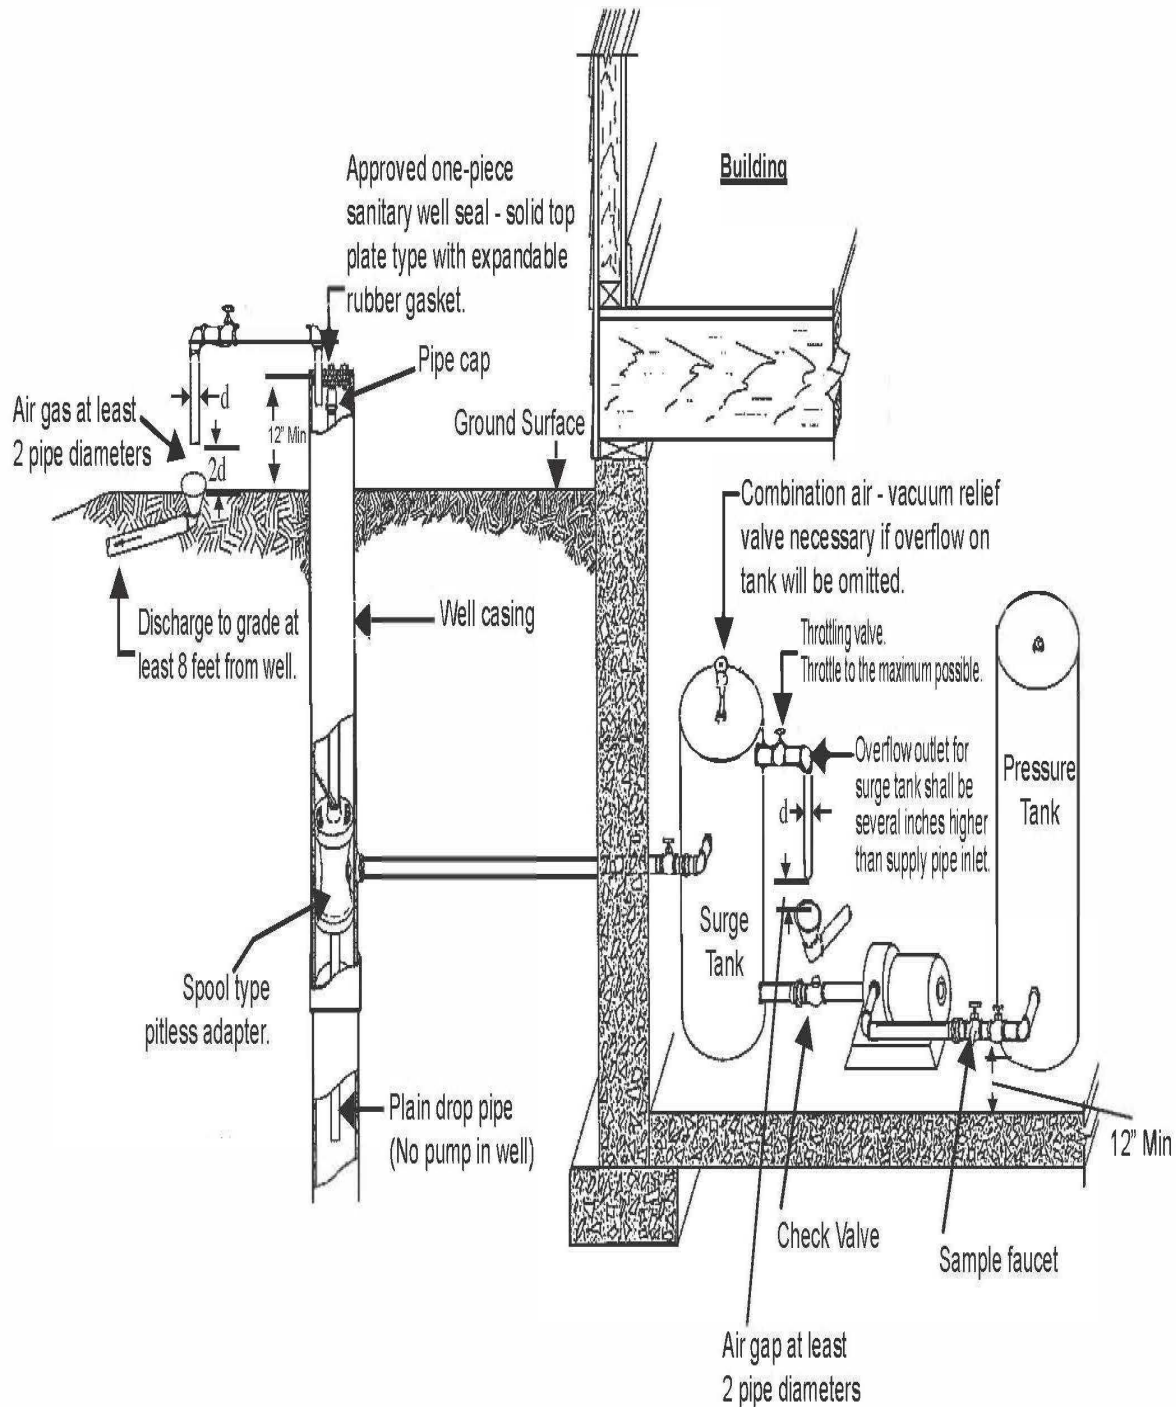 Building
Approved one-piece
sanitary well seal - solid top
plate type with expandable
rubber gasket.
Pipe cap
d
12" Min
Air gas at least
2 pipe diameters
2d
Ground Surface
Combination air - vacuum relief
valve necessary if overflow on
tank will be omitted.
Discharge to grade at
least 8 feet from well.
Well casing
Throttling valve.
Throttle to the maximum possible.
Overflow outlet for
surge tank shall be
several inches higher
than supply pipe inlet.
d
Pressure
Tank
Surge
Tank
Spool type
pitless adapter.
Plain drop pipe
(No pump in well)
12" Min
Check Valve
Sample faucet
Air gap at least
2 pipe diameters